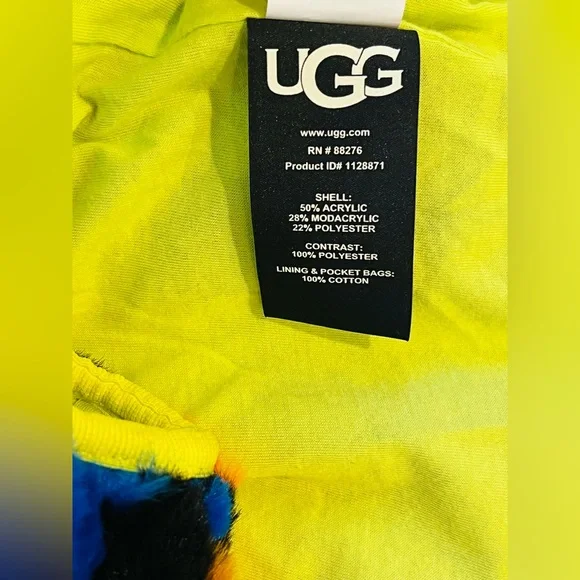 UGG
www.ugg.com
RN # 88276
Product ID# 1128871
SHELL:
50% ACRYLIC
28% MODACRYLIC
22% POLYESTER
CONTRAST:
100% POLYESTER
LINING & POCKET BAGS:
100% COTTON